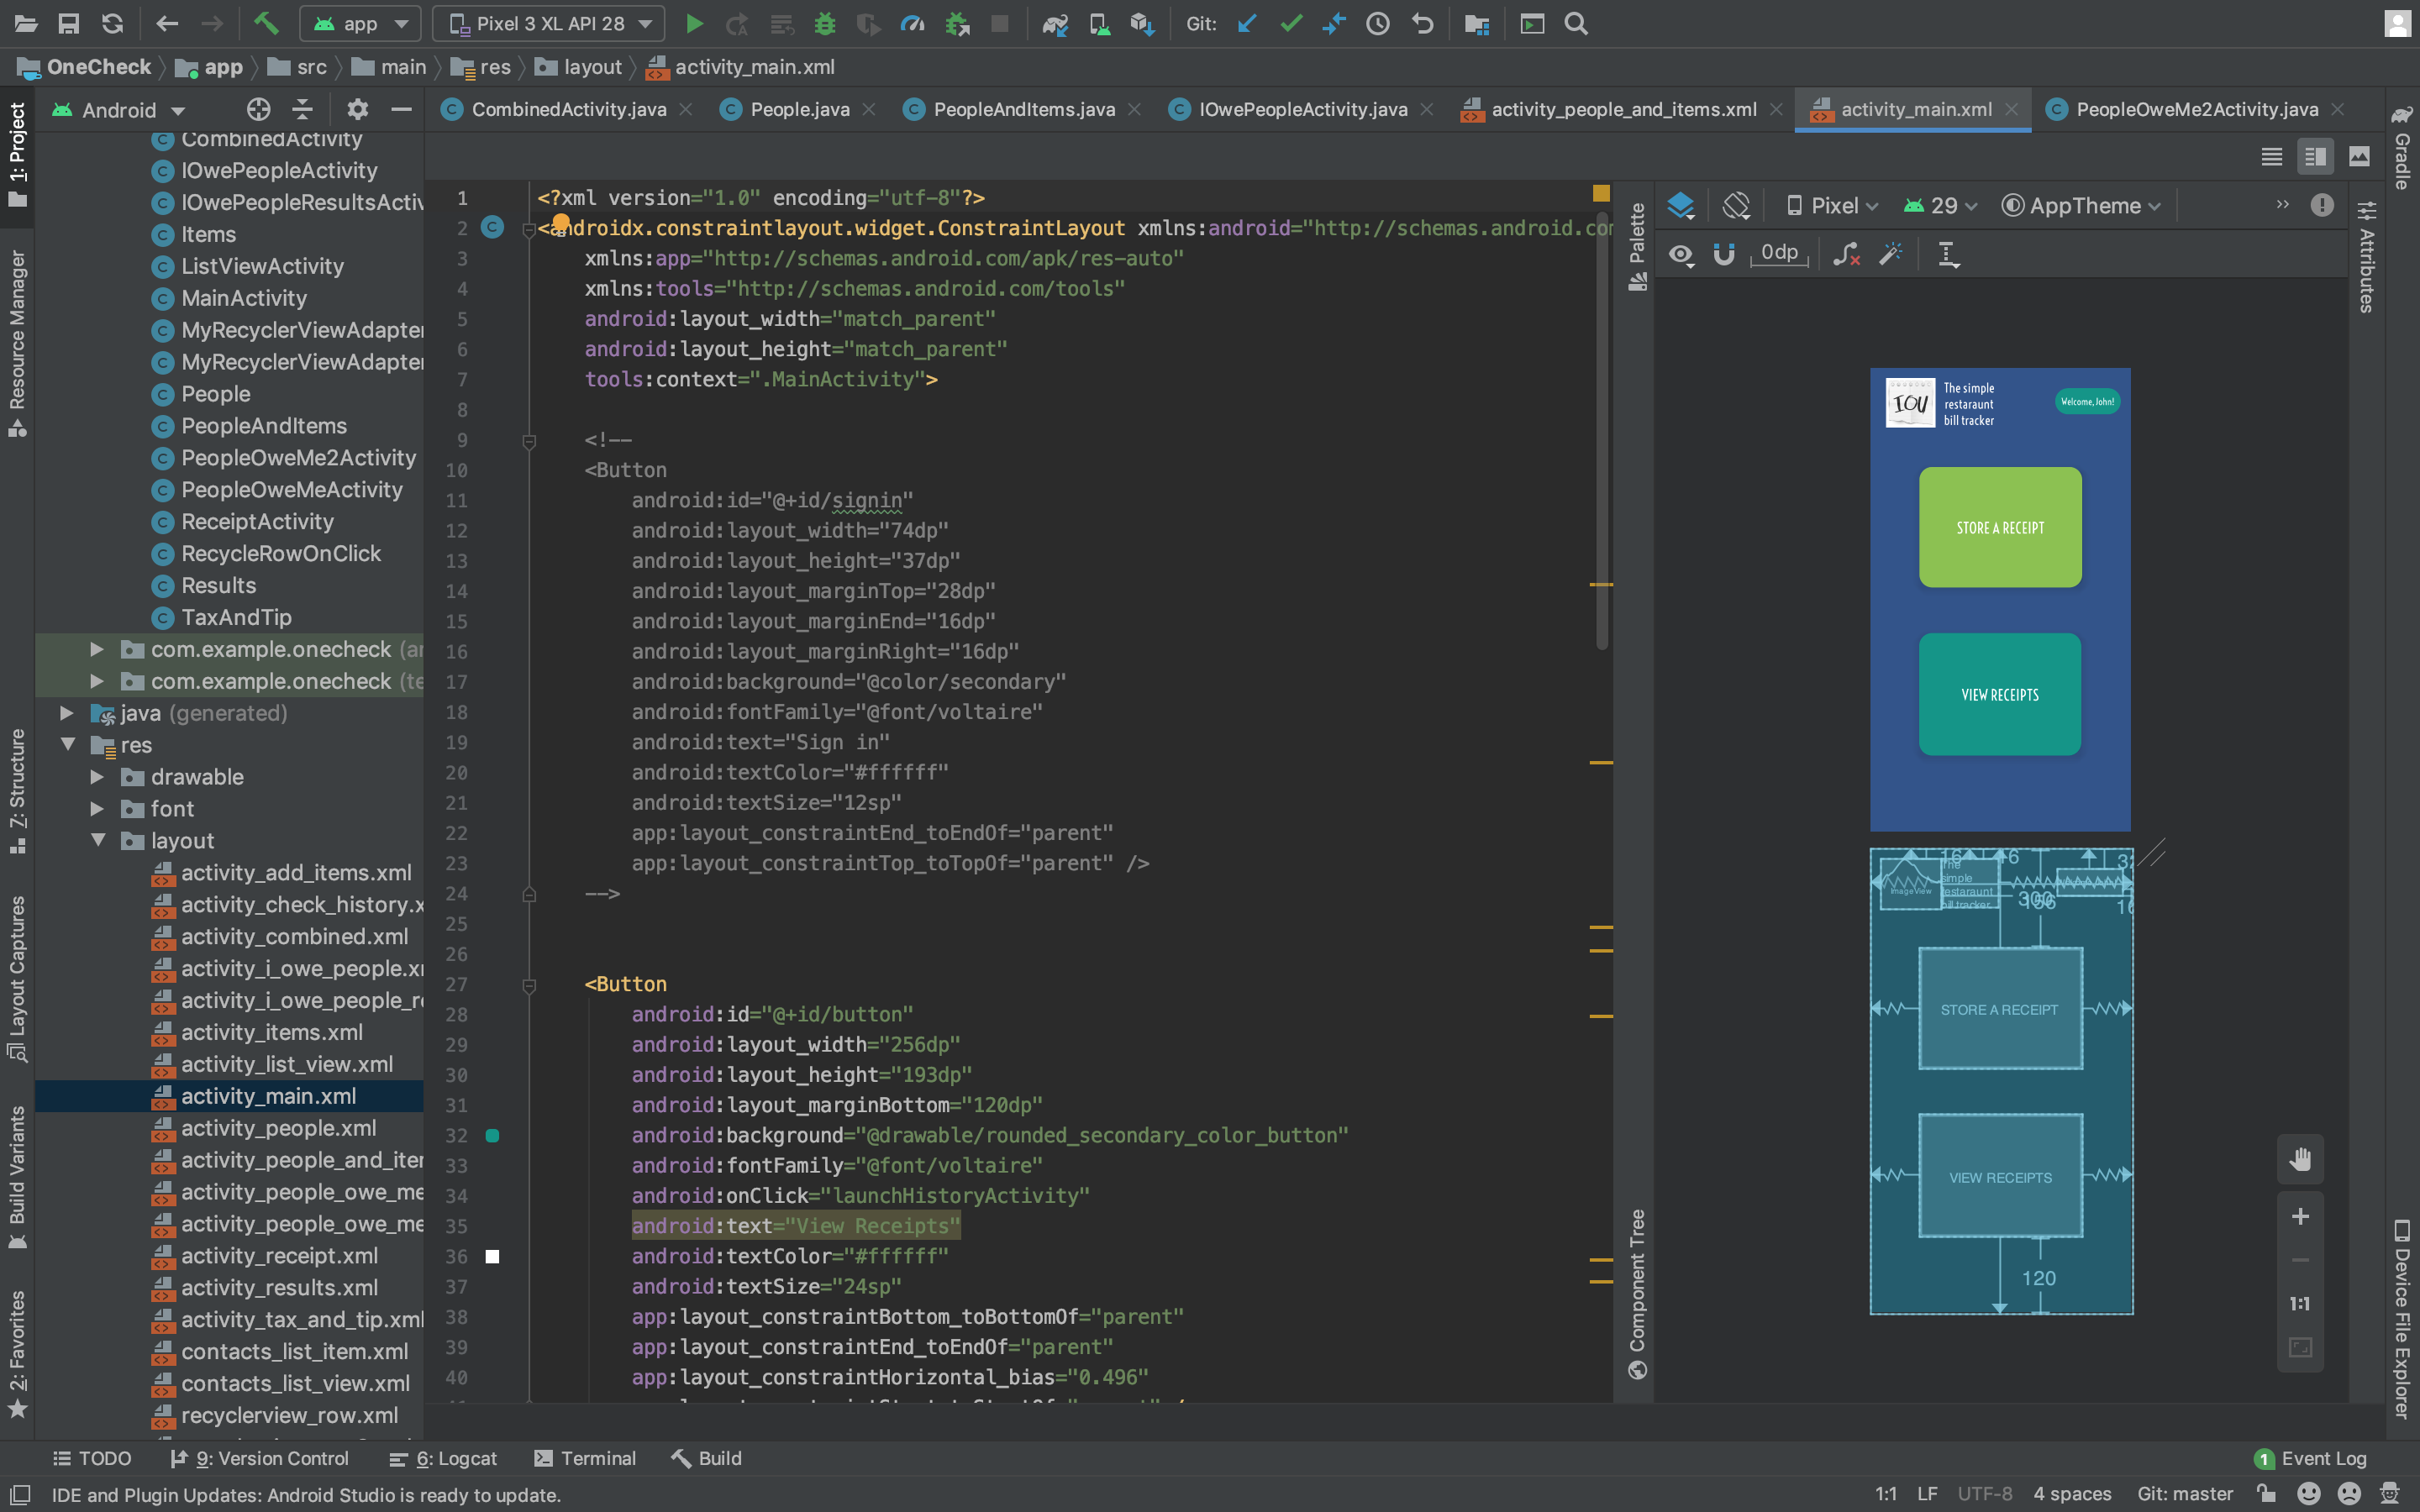 app
Pixel 3 XL API 28
Git:
OneCheck
app
src
main
res
layout
activity_main.xml
Android
CombinedActivity.java
People.java
PeopleAndItems.java
IOwePeopleActivity.java
activity_people_and_items.xml
activity_main.xml
PeopleOweMe2Activity.java
1: Project
Resource Manager
Z: Structure
Layout Captures
Build Variants
2: Favorites
CombinedActivity
IOwePeopleActivity
IOwePeopleResultsActiv
Items
ListViewActivity
MainActivity
MyRecyclerViewAdapter
MyRecyclerViewAdapter
People
PeopleAndItems
PeopleOweMe2Activity
PeopleOweMeActivity
ReceiptActivity
RecycleRowOnClick
Results
TaxAndTip
com.example.onecheck (a
com.example.onecheck (te
java (generated)
res
drawable
font
layout
activity_add_items.xml
activity_check_history.x
activity_combined.xml
activity_i_owe_people.x
activity_i_owe_people_r
activity_items.xml
activity_list_view.xml
activity_main.xml
activity_people.xml
activity_people_and_iter
activity_people_owe_me
activity_people_owe_me
activity_receipt.xml
activity_results.xml
activity_tax_and_tip.xml
contacts_list_item.xml
contacts_list_view.xml
recyclerview_row.xml
1 <?xml version="1.0" encoding="utf-8"?>
2 <androidx.constraintlayout.widget.ConstraintLayout xmlns:android="http://schemas.android.com
3 xmlns:app="http://schemas.android.com/apk/res-auto"
4 xmlns:tools="http://schemas.android.com/tools"
5 android:layout_width="match_parent"
6 android:layout_height="match_parent"
7 tools:context=".MainActivity">
8
9 <!--
10 <Button
11 android:id="@+id/signin"
12 android:layout_width="74dp"
13 android:layout_height="37dp"
14 android:layout_marginTop="28dp"
15 android:layout_marginEnd="16dp"
16 android:layout_marginRight="16dp"
17 android:background="@color/secondary"
18 android:fontFamily="@font/voltaire"
19 android:text="Sign in"
20 android:textColor="#ffffff"
21 android:textSize="12sp"
22 app:layout_constraintEnd_toEndOf="parent"
23 app:layout_constraintTop_toTopOf="parent" />
24 -->
25
26
27 <Button
28 android:id="@+id/button"
29 android:layout_width="256dp"
30 android:layout_height="193dp"
31 android:layout_marginBottom="120dp"
32 android:background="@drawable/rounded_secondary_color_button"
33 android:fontFamily="@font/voltaire"
34 android:onClick="launchHistoryActivity"
35 android:text="View Receipts"
36 android:textColor="#ffffff"
37 android:textSize="24sp"
38 app:layout_constraintBottom_toBottomOf="parent"
39 app:layout_constraintEnd_toEndOf="parent"
40 app:layout_constraintHorizontal_bias="0.496"
Palette
Component Tree
Pixel
29
AppTheme
0dp
IOU
The simple
restaraunt
bill tracker
Welcome, John!
STORE A RECEIPT
VIEW RECEIPTS
16
ImageView
The
simple
restaraunt
bill tracker
STORE A RECEIPT
VIEW RECEIPTS
120
1:1
Gradle
Attributes
Device File Explorer
TODO
9: Version Control
6: Logcat
Terminal
Build
1 Event Log
IDE and Plugin Updates: Android Studio is ready to update.
1:1
LF
UTF-8
4 spaces
Git: master